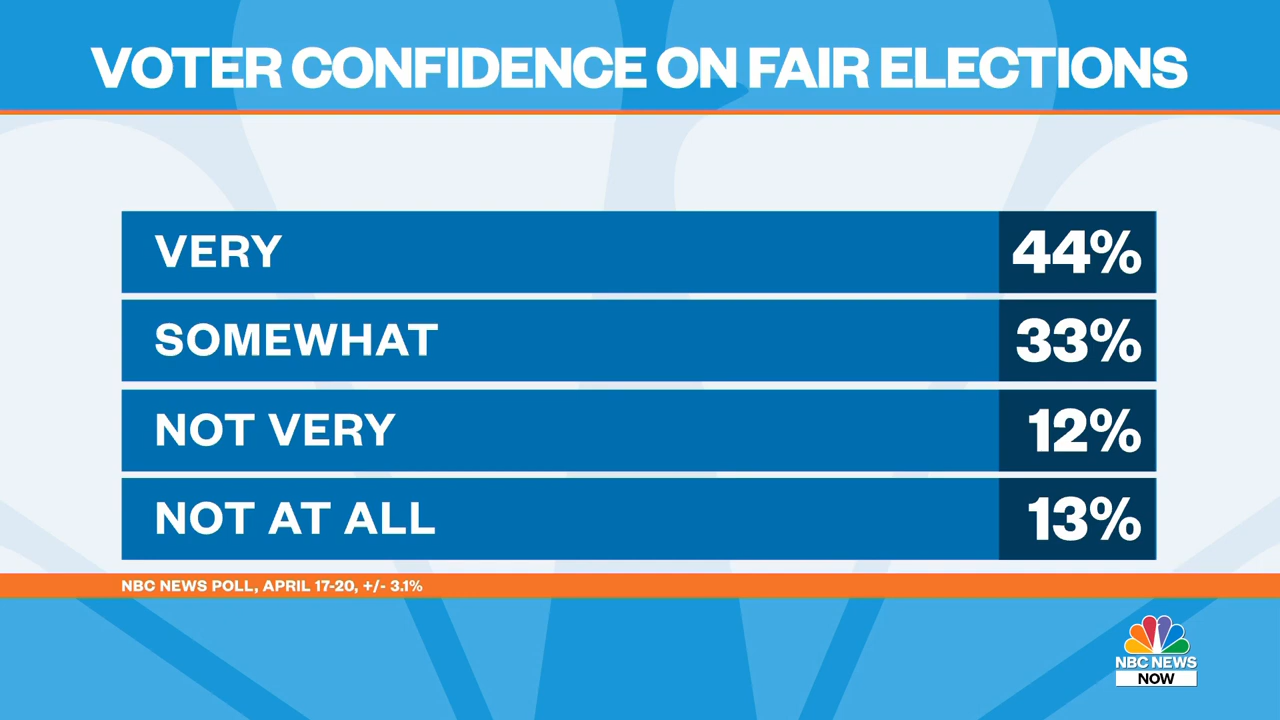 VOTER CONFIDENCE ON FAIR ELECTIONS
VERY 44%
SOMEWHAT 33%
NOT VERY 12%
NOT AT ALL 13%
NBC NEWS POLL, APRIL 17-20, +/- 3.1%
NBC NEWS
NOW